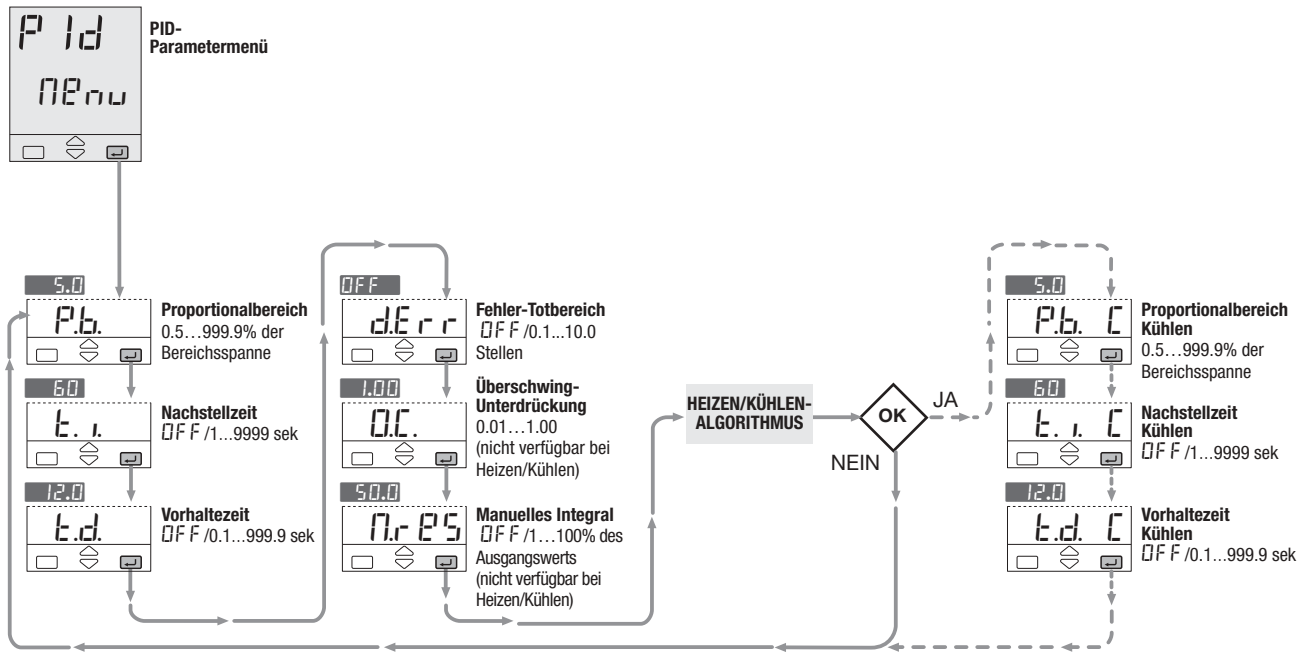 PId
MEnu
PID-
Parametermenü
5.0
P.b.
Proportionalbereich
0.5…999.9% der
Bereichsspanne
60
t. ı.
Nachstellzeit
OFF/1...9999 sek
12.0
t.d.
Vorhaltezeit
OFF/0.1...999.9 sek
OFF
d.Err
Fehler-Totbereich
OFF/0.1...10.0
Stellen
1.00
O.C.
Überschwing-
Unterdrückung
0.01…1.00
(nicht verfügbar bei
Heizen/Kühlen)
50.0
M.rES
Manuelles Integral
OFF/1…100% des
Ausgangswerts
(nicht verfügbar bei
Heizen/Kühlen)
HEIZEN/KÜHLEN-
ALGORITHMUS
OK
JA
NEIN
5.0
P.b. C
Proportionalbereich
Kühlen
0.5…999.9% der
Bereichsspanne
60
t. ı. C
Nachstellzeit
Kühlen
OFF/1...9999 sek
12.0
t.d. C
Vorhaltezeit
Kühlen
OFF/0.1...999.9 sek